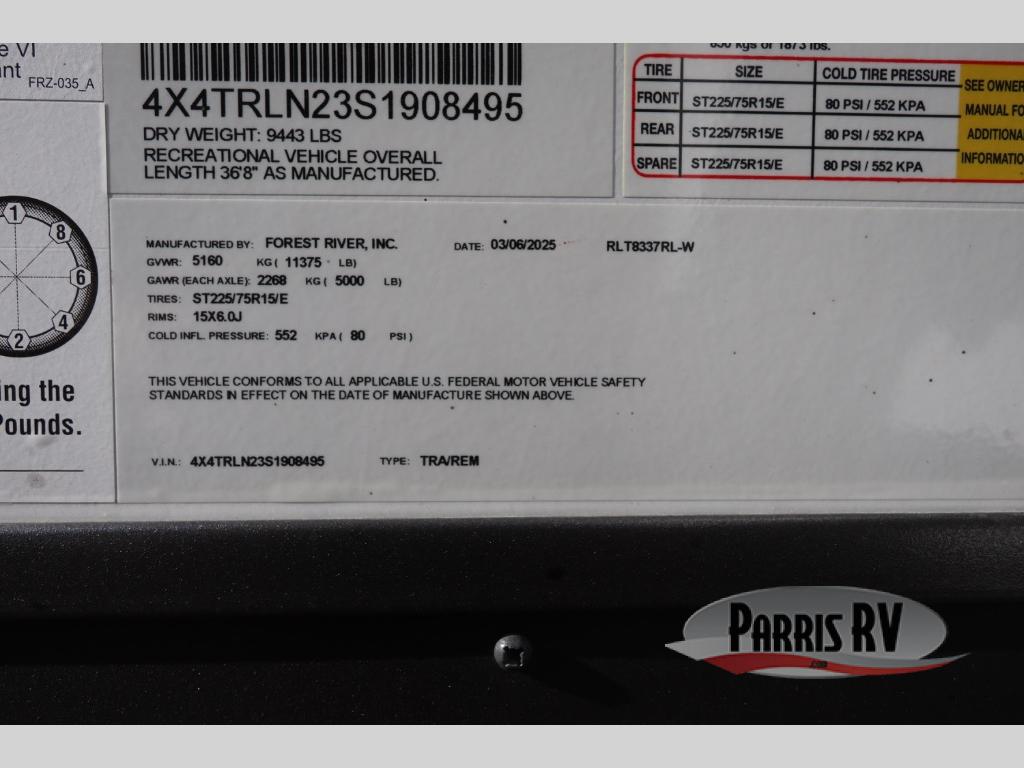 e VI
nt
FRZ-035_A
1
8
6
4
2
ing the
Pounds.
4X4TRLN23S1908495
DRY WEIGHT: 9443 LBS
RECREATIONAL VEHICLE OVERALL
LENGTH 36'8" AS MANUFACTURED.
850 kgs or 1873 lbs.
TIRE SIZE COLD TIRE PRESSURE
FRONT ST225/75R15/E 80 PSI / 552 KPA
REAR ST225/75R15/E 80 PSI / 552 KPA
SPARE ST225/75R15/E 80 PSI / 552 KPA
SEE OWNER
MANUAL FO
ADDITIONA
INFORMATIO
MANUFACTURED BY: FOREST RIVER, INC. DATE: 03/06/2025 RLT8337RL-W
GVWR: 5160 KG ( 11375 LB)
GAWR (EACH AXLE): 2268 KG ( 5000 LB)
TIRES: ST225/75R15/E
RIMS: 15X6.0J
COLD INFL. PRESSURE: 552 KPA ( 80 PSI )
THIS VEHICLE CONFORMS TO ALL APPLICABLE U.S. FEDERAL MOTOR VEHICLE SAFETY
STANDARDS IN EFFECT ON THE DATE OF MANUFACTURE SHOWN ABOVE.
V.I.N.: 4X4TRLN23S1908495 TYPE: TRA/REM
PARRIS RV
.com